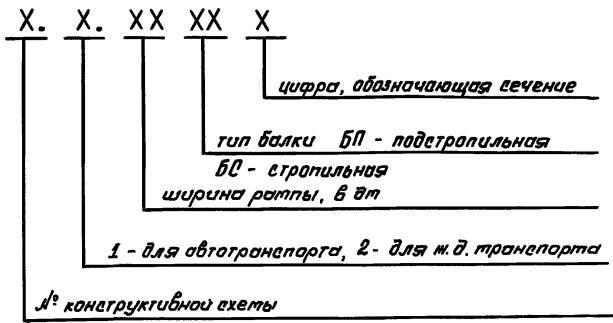 X. X. XX XX X
цифра, обозначающая сечение
тип балки БП - подстропильная
БС - стропильная
ширина рампы, в дм
1 - для автотранспорта, 2 - для ж.д. транспорта
№ конструктивной схемы